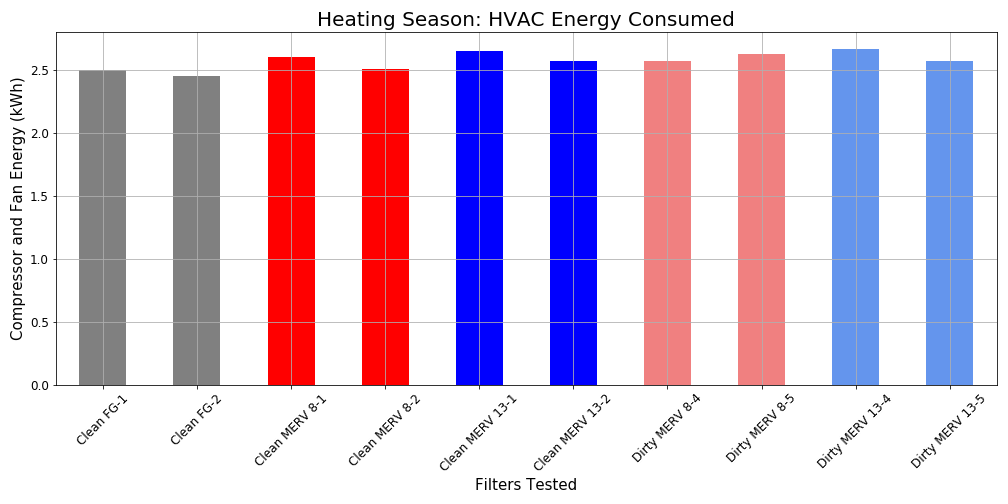 Heating Season: HVAC Energy Consumed
Compressor and Fan Energy (kWh)
2.5
2.0
1.5
1.0
0.5
0.0
Clean FG-1
Clean FG-2
Clean MERV 8-1
Clean MERV 8-2
Clean MERV 13-1
Clean MERV 13-2
Dirty MERV 8-4
Dirty MERV 8-5
Dirty MERV 13-4
Dirty MERV 13-5
Filters Tested